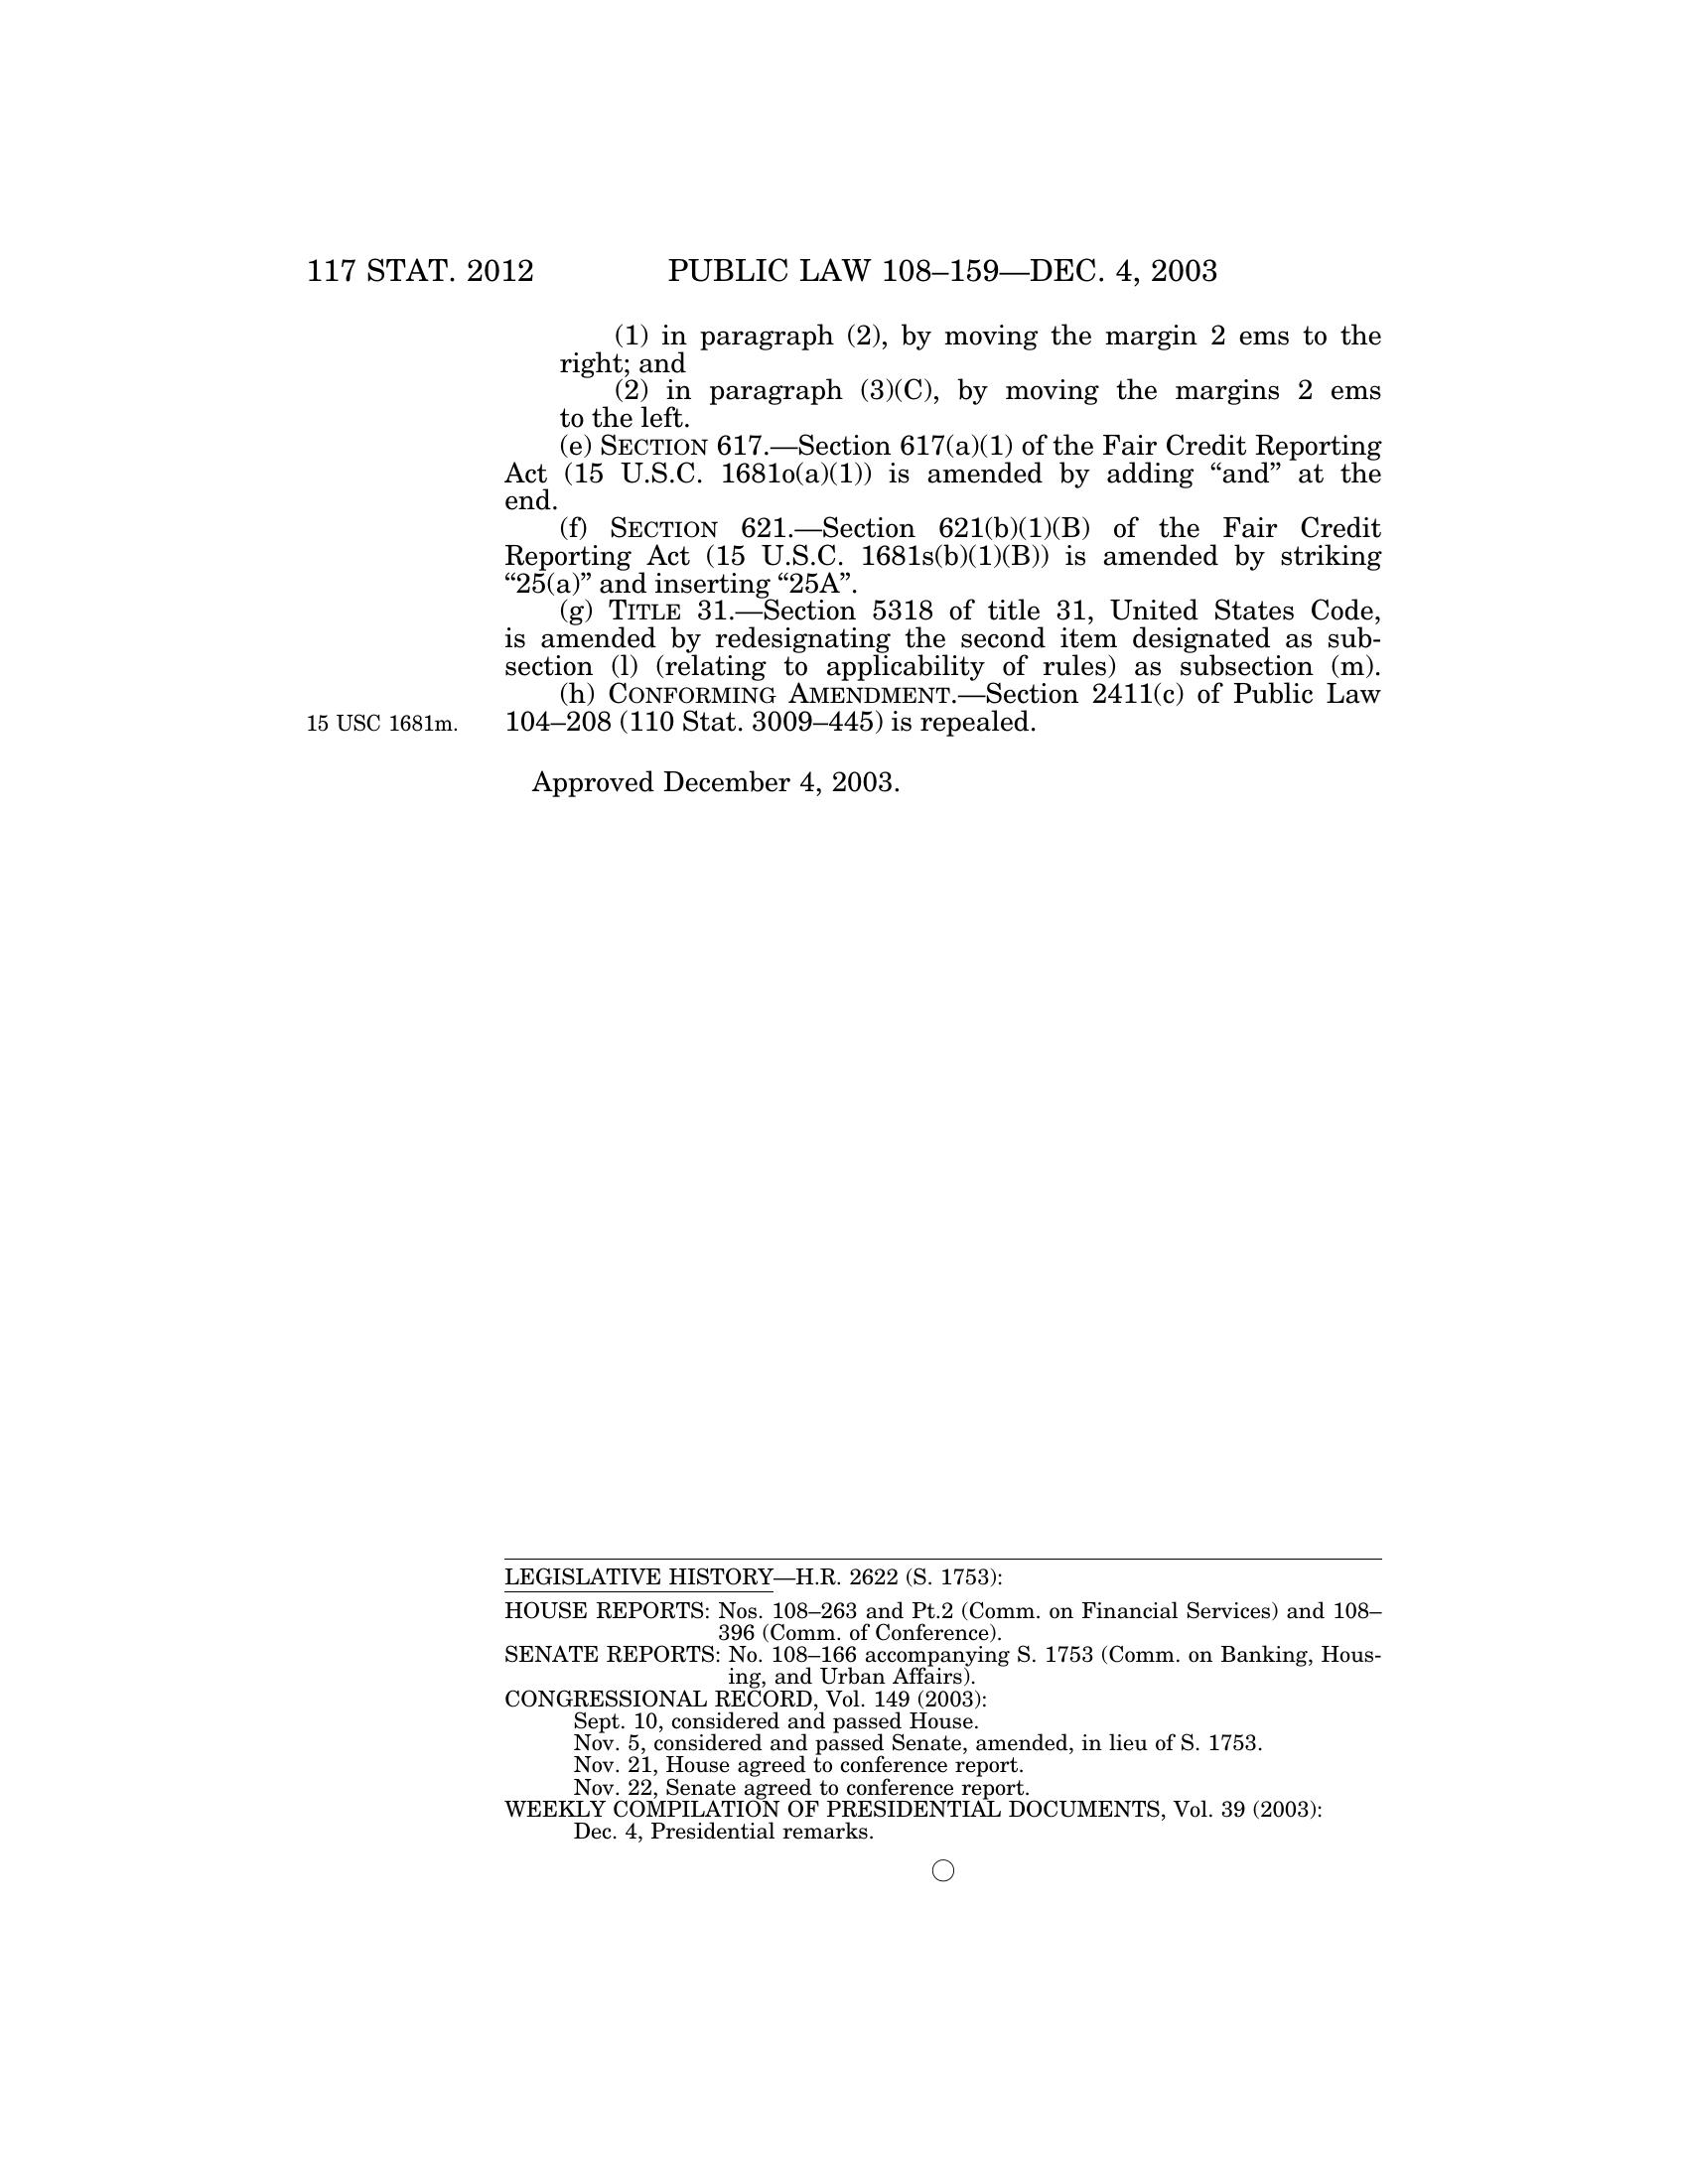 117 STAT. 2012 PUBLIC LAW 108–159—DEC. 4, 2003
(1) in paragraph (2), by moving the margin 2 ems to the
right; and
(2) in paragraph (3)(C), by moving the margins 2 ems
to the left.
(e) SECTION 617.—Section 617(a)(1) of the Fair Credit Reporting
Act (15 U.S.C. 1681o(a)(1)) is amended by adding “and” at the
end.
(f) SECTION 621.—Section 621(b)(1)(B) of the Fair Credit
Reporting Act (15 U.S.C. 1681s(b)(1)(B)) is amended by striking
“25(a)” and inserting “25A”.
(g) TITLE 31.—Section 5318 of title 31, United States Code,
is amended by redesignating the second item designated as sub-
section (l) (relating to applicability of rules) as subsection (m).
(h) CONFORMING AMENDMENT.—Section 2411(c) of Public Law
15 USC 1681m. 104–208 (110 Stat. 3009–445) is repealed.
Approved December 4, 2003.
LEGISLATIVE HISTORY—H.R. 2622 (S. 1753):
HOUSE REPORTS: Nos. 108–263 and Pt.2 (Comm. on Financial Services) and 108–
396 (Comm. of Conference).
SENATE REPORTS: No. 108–166 accompanying S. 1753 (Comm. on Banking, Hous-
ing, and Urban Affairs).
CONGRESSIONAL RECORD, Vol. 149 (2003):
Sept. 10, considered and passed House.
Nov. 5, considered and passed Senate, amended, in lieu of S. 1753.
Nov. 21, House agreed to conference report.
Nov. 22, Senate agreed to conference report.
WEEKLY COMPILATION OF PRESIDENTIAL DOCUMENTS, Vol. 39 (2003):
Dec. 4, Presidential remarks.